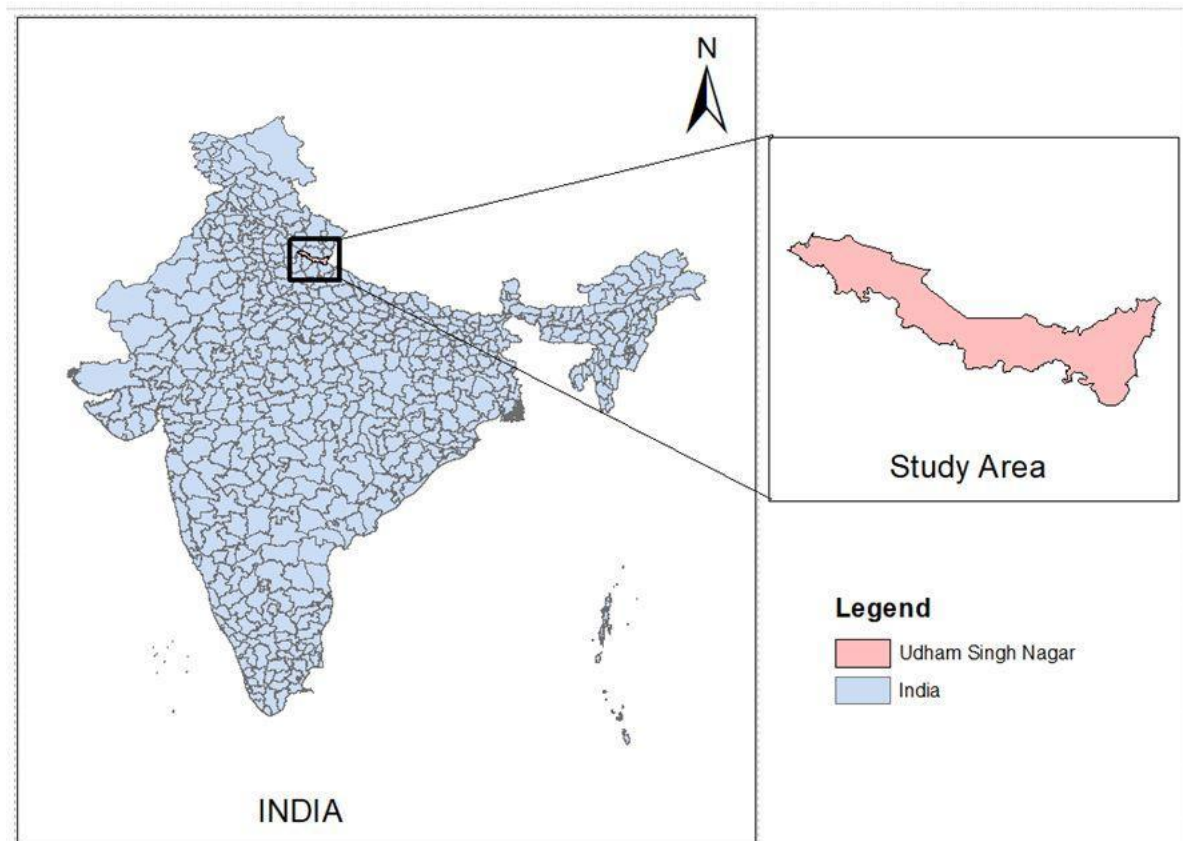 N
INDIA
Study Area
Legend
Udham Singh Nagar
India